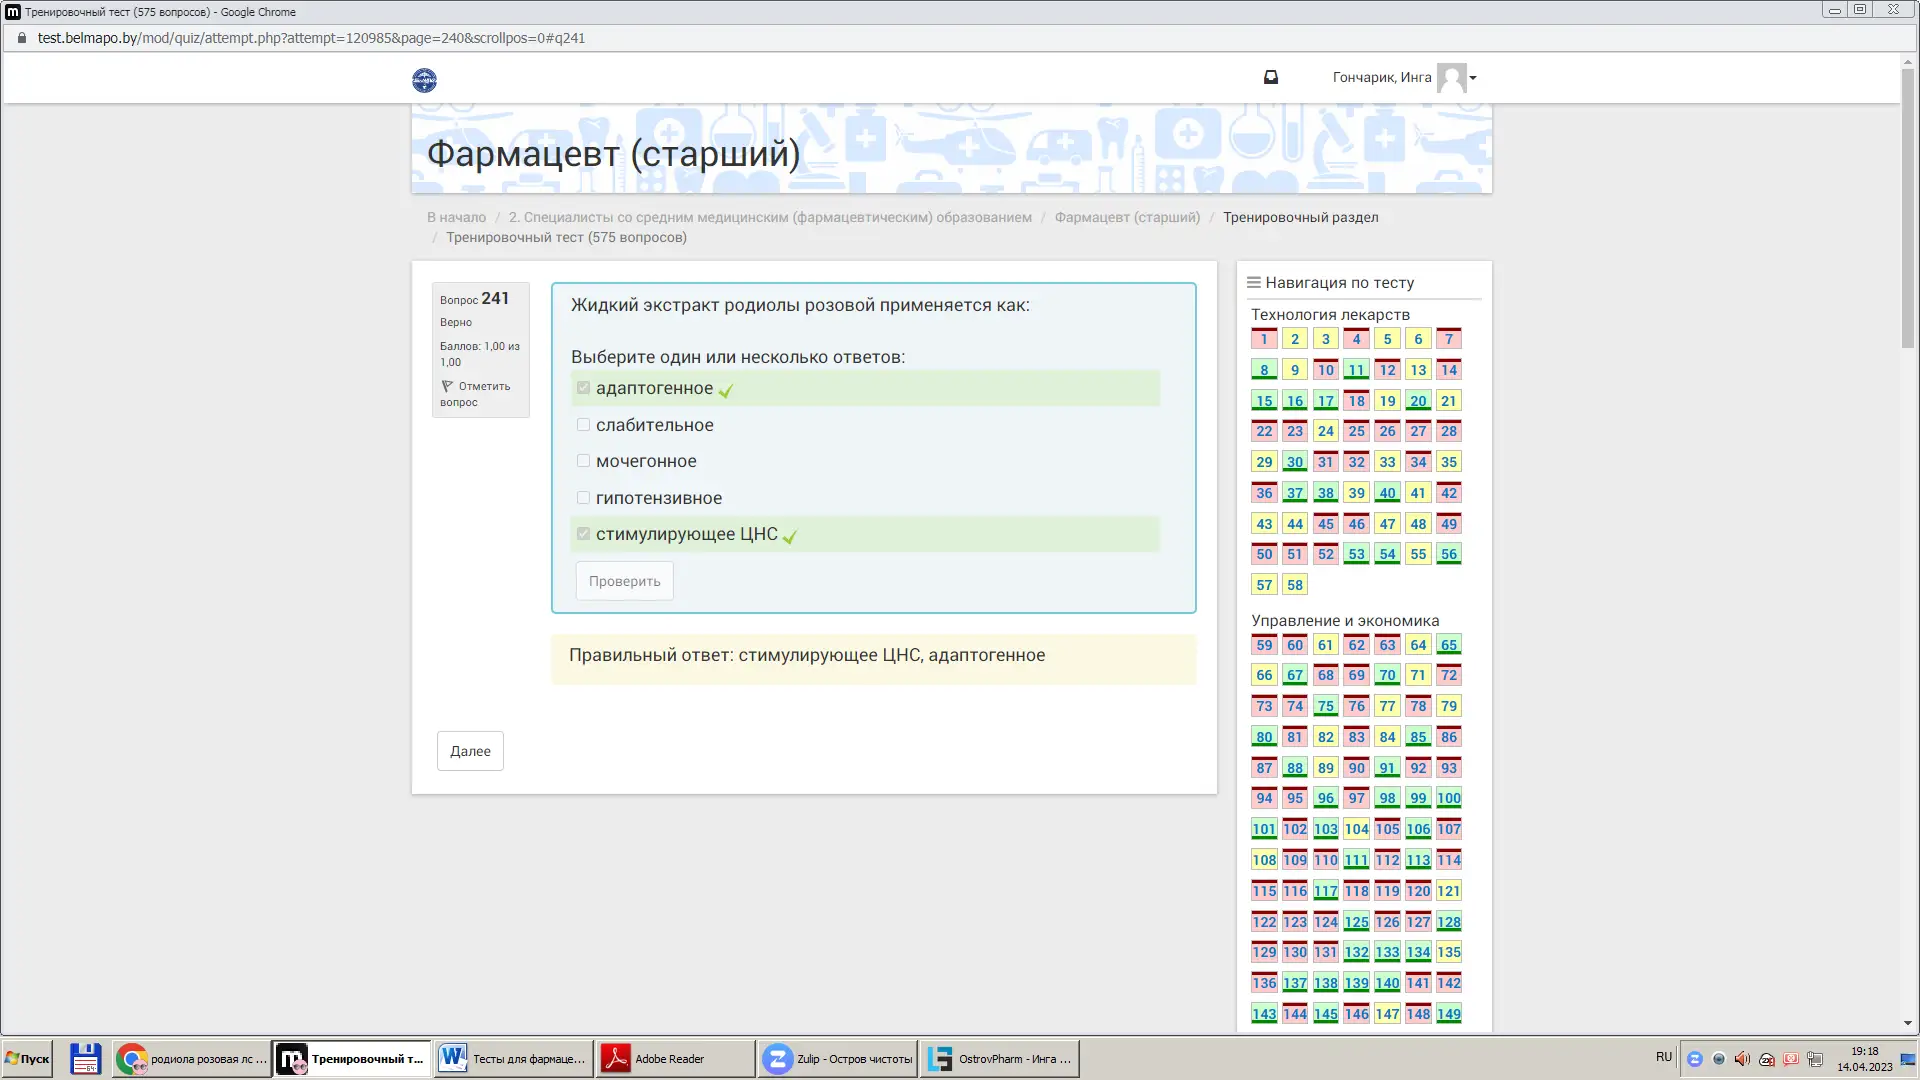 Тренировочный тест (575 вопросов) - Google Chrome
test.belmapo.by/mod/quiz/attempt.php?attempt=120985&page=240&scrollpos=0#q241
Гончарик, Инга
Фармацевт (старший)
В начало / 2. Специалисты со средним медицинским (фармацевтическим) образованием / Фармацевт (старший) / Тренировочный раздел
/ Тренировочный тест (575 вопросов)
Вопрос 241
Верно
Баллов: 1,00 из
1,00
Отметить
вопрос
Жидкий экстракт родиолы розовой применяется как:
Выберите один или несколько ответов:
адаптогенное
слабительное
мочегонное
гипотензивное
стимулирующее ЦНС
Проверить
Правильный ответ: стимулирующее ЦНС, адаптогенное
Далее
Навигация по тесту
Технология лекарств
1 2 3 4 5 6 7
8 9 10 11 12 13 14
15 16 17 18 19 20 21
22 23 24 25 26 27 28
29 30 31 32 33 34 35
36 37 38 39 40 41 42
43 44 45 46 47 48 49
50 51 52 53 54 55 56
57 58
Управление и экономика
59 60 61 62 63 64 65
66 67 68 69 70 71 72
73 74 75 76 77 78 79
80 81 82 83 84 85 86
87 88 89 90 91 92 93
94 95 96 97 98 99 100
101 102 103 104 105 106 107
108 109 110 111 112 113 114
115 116 117 118 119 120 121
122 123 124 125 126 127 128
129 130 131 132 133 134 135
136 137 138 139 140 141 142
143 144 145 146 147 148 149
Пуск
родиола розовая лс ...
Тренировочный т...
Тесты для фармаце...
Adobe Reader
Zulip - Остров чистоты
OstrovPharm - Инга ...
RU
19:18
14.04.2023